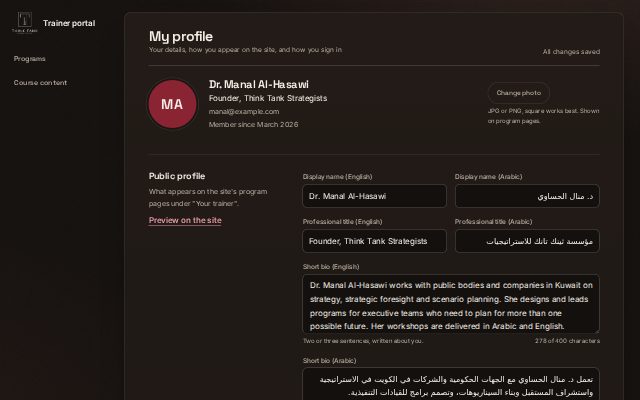 THINK TANK
Trainer portal
Programs
Course content
My profile
Your details, how you appear on the site, and how you sign in
All changes saved
MA
Dr. Manal Al-Hasawi
Founder, Think Tank Strategists
manal@example.com
Member since March 2026
Change photo
JPG or PNG, square works best. Shown
on program pages.
Public profile
What appears on the site's program
pages under "Your trainer".
Preview on the site
Display name (English)
Display name (Arabic)
Dr. Manal Al-Hasawi
د. منال الحساوي
Professional title (English)
Professional title (Arabic)
Founder, Think Tank Strategists
مؤسسة ثينك تانك للاستراتيجيات
Short bio (English)
Dr. Manal Al-Hasawi works with public bodies and companies in Kuwait on
strategy, strategic foresight and scenario planning. She designs and leads
programs for executive teams who need to plan for more than one
possible future. Her workshops are delivered in Arabic and English.
Two or three sentences, written about you.
278 of 400 characters
Short bio (Arabic)
تعمل د. منال الحساوي مع الجهات الحكومية والشركات في الكويت في الاستراتيجية
واستشراف المستقبل وبناء السيناريوهات، وتصمم برامج للقيادات التنفيذية.